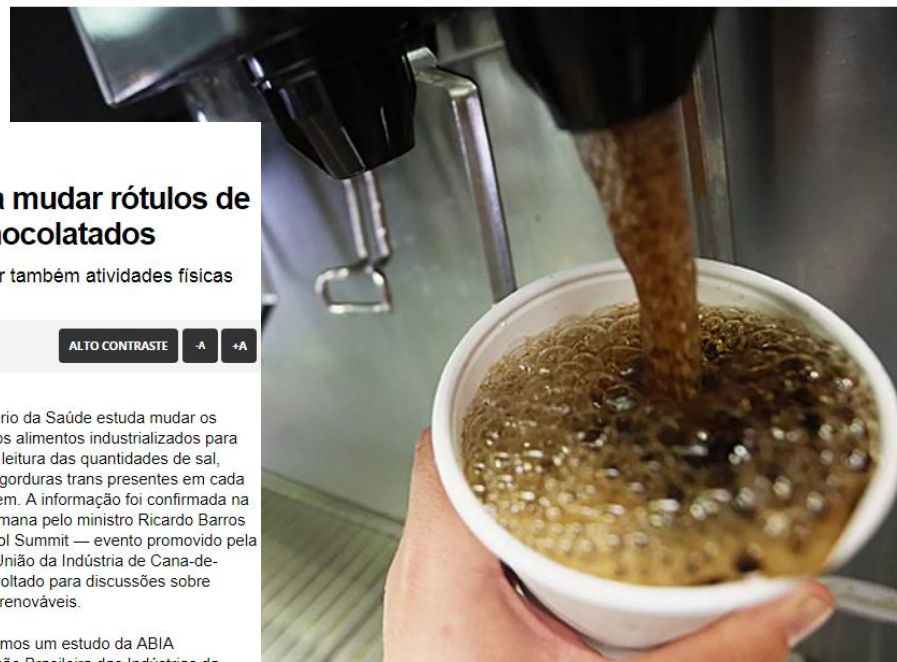 a mudar rótulos de
ocolatados
r também atividades físicas
ALTO CONTRASTE -A +A
rio da Saúde estuda mudar os
os alimentos industrializados para
leitura das quantidades de sal,
gorduras trans presentes em cada
em. A informação foi confirmada na
mana pelo ministro Ricardo Barros
ol Summit — evento promovido pela
União da Indústria de Cana-de-
voltado para discussões sobre
renováveis.
mos um estudo da ABIA